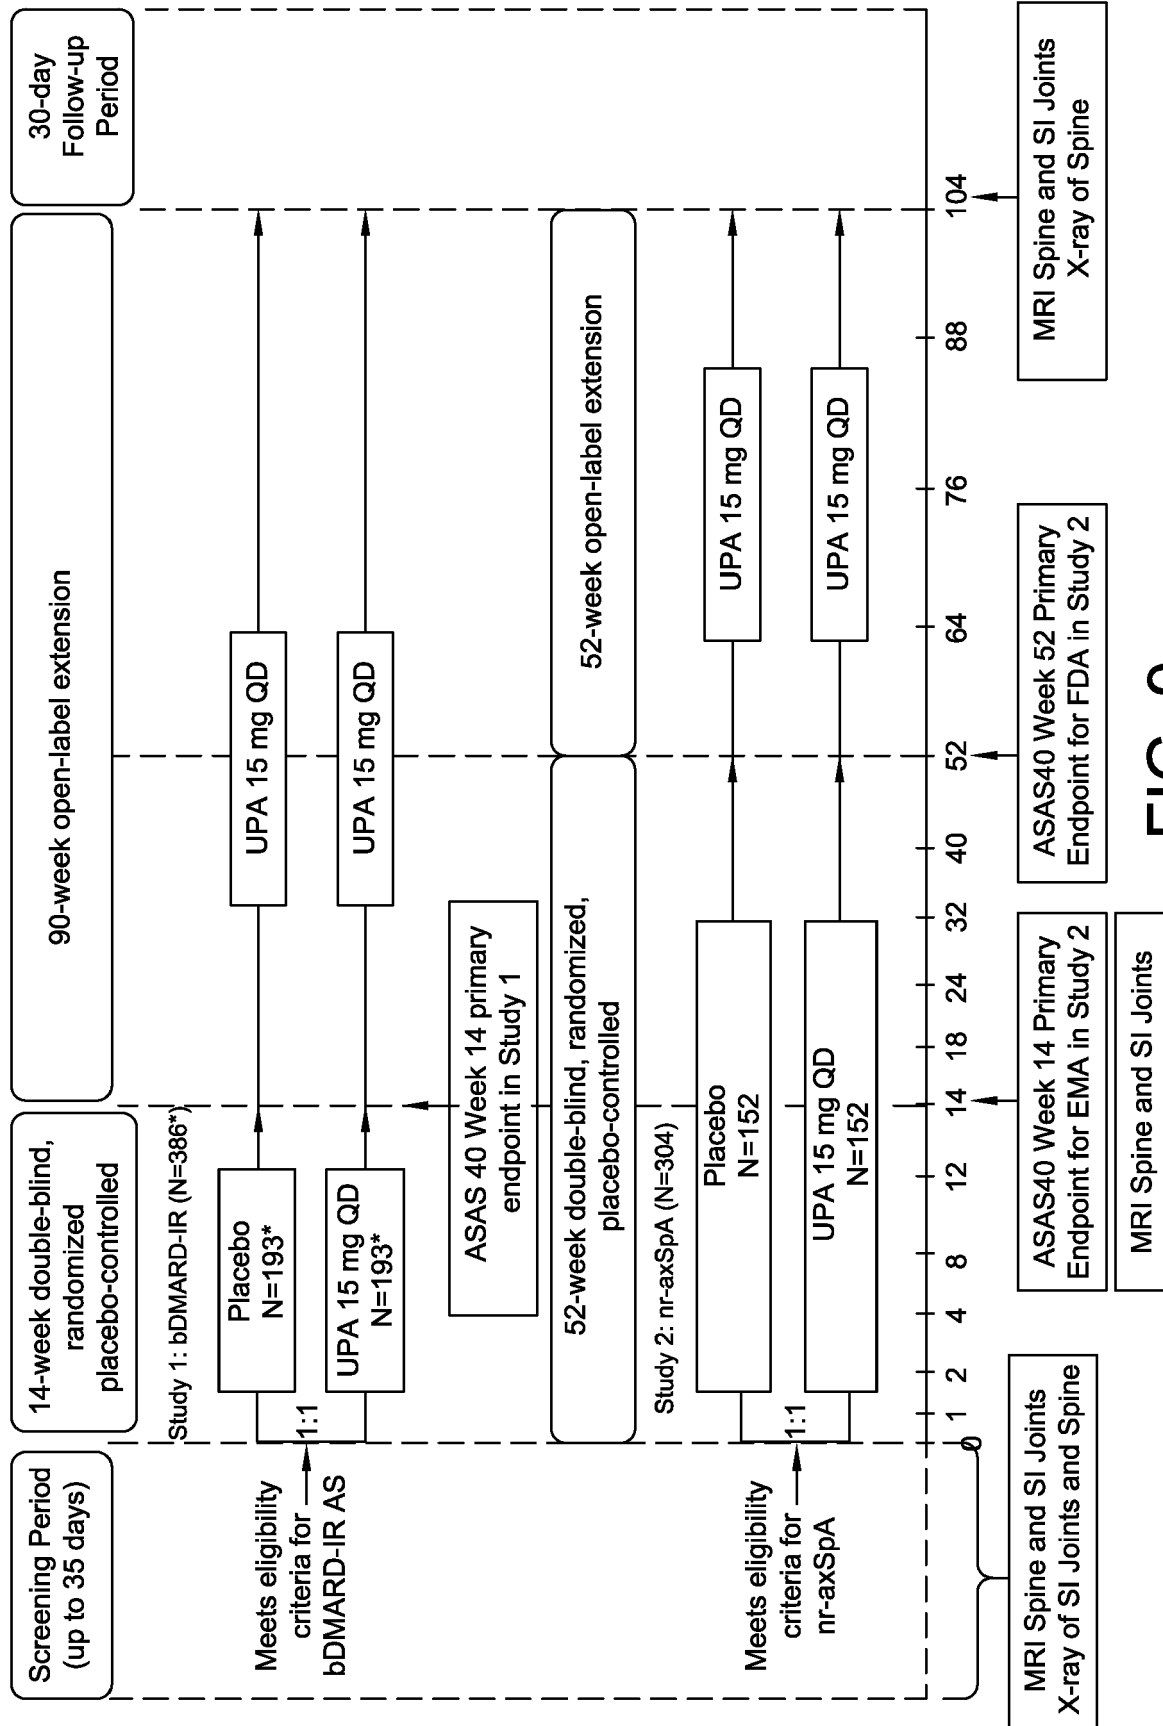 Screening Period
(up to 35 days)
14-week double-blind,
randomized
placebo-controlled
90-week open-label extension
30-day
Follow-up
Period
Study 1: bDMARD-IR (N=386*)
Meets eligibility
criteria for
bDMARD-IR AS
1:1
Placebo
N=193*
UPA 15 mg QD
UPA 15 mg QD
N=193*
UPA 15 mg QD
ASAS 40 Week 14 primary
endpoint in Study 1
52-week double-blind, randomized,
placebo-controlled
52-week open-label extension
Study 2: nr-axSpA (N=304)
Meets eligibility
criteria for
nr-axSpA
1:1
Placebo
N=152
UPA 15 mg QD
UPA 15 mg QD
N=152
UPA 15 mg QD
0 1 2 4 8 12 14 18 24 32 40 52 64 76 88 104
MRI Spine and SI Joints
X-ray of SI Joints and Spine
ASAS40 Week 14 Primary
Endpoint for EMA in Study 2
MRI Spine and SI Joints
ASAS40 Week 52 Primary
Endpoint for FDA in Study 2
MRI Spine and SI Joints
X-ray of Spine